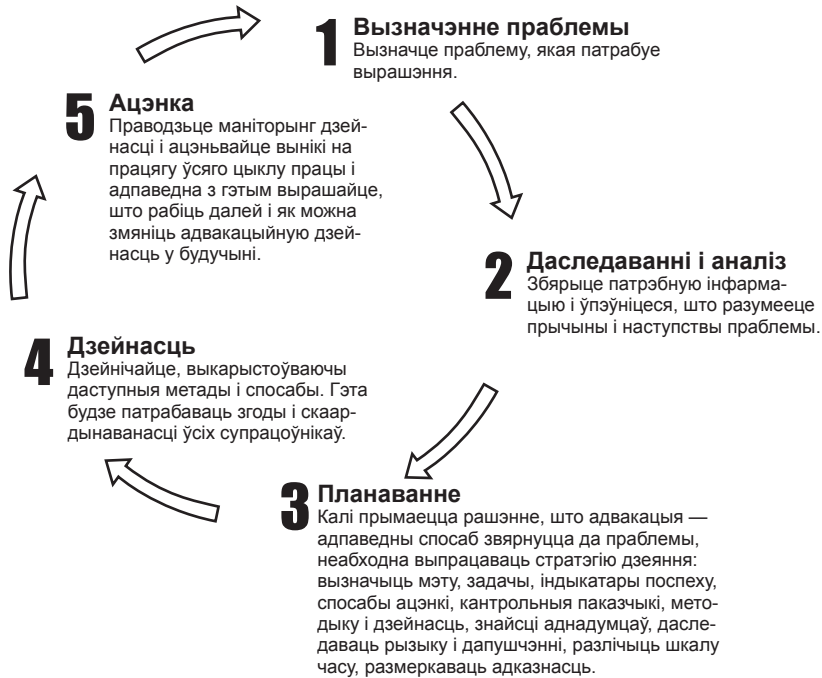 1 Вызначэнне праблемы
Вызначце праблему, якая патрабуе
вырашэння.
2 Даследаванні і аналіз
Збярыце патрэбную інфарма-
цыю і ўпэўніцеся, што разумееце
прычыны і наступствы праблемы.
3 Планаванне
Калі прымаецца рашэнне, што адвакацыя —
адпаведны спосаб звярнуцца да праблемы,
неабходна выпрацаваць стратэгію дзеяння:
вызначыць мэту, задачы, індыкатары поспеху,
спосабы ацэнкі, кантрольныя паказчыкі, мето-
дыку і дзейнасць, знайсці аднадумцаў, дасле-
даваць рызыку і дапушчэнні, разлічыць шкалу
часу, размеркаваць адказнасць.
4 Дзейнасць
Дзейнічайце, выкарыстоўваючы
даступныя метады і спосабы. Гэта
будзе патрабаваць згоды і скаар-
дынаванасці ўсіх супрацоўнікаў.
5 Ацэнка
Праводзьце маніторынг дзей-
насці і ацэньвайце вынікі на
працягу ўсяго цыклу працы і
адпаведна з гэтым вырашайце,
што рабіць далей і як можна
змяніць адвакацыйную дзей-
насць у будучыні.